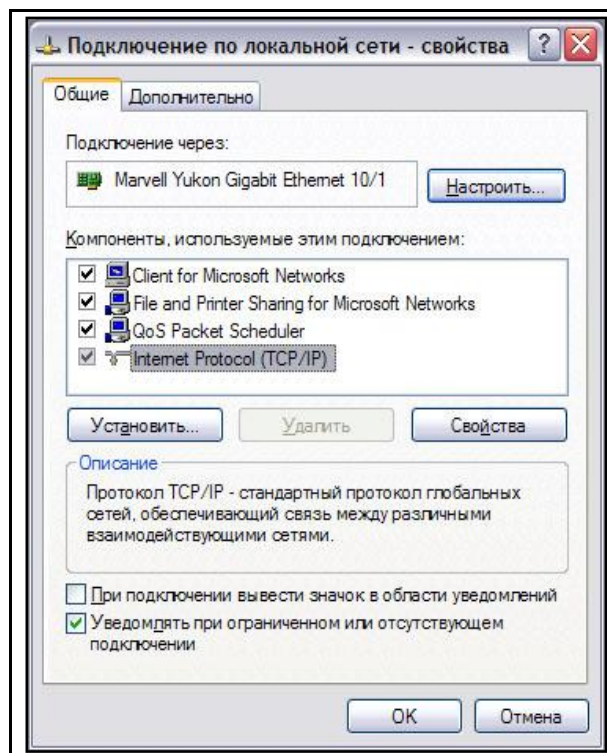 Подключение по локальной сети - свойства
Общие
Дополнительно
Подключение через:
Marvell Yukon Gigabit Ethernet 10/1
Настроить...
Компоненты, используемые этим подключением:
Client for Microsoft Networks
File and Printer Sharing for Microsoft Networks
QoS Packet Scheduler
Internet Protocol (TCP/IP)
Установить...
Удалить
Свойства
Описание
Протокол TCP/IP - стандартный протокол глобальных
сетей, обеспечивающий связь между различными
взаимодействующими сетями.
При подключении вывести значок в области уведомлений
Уведомлять при ограниченном или отсутствующем
подключении
OK
Отмена